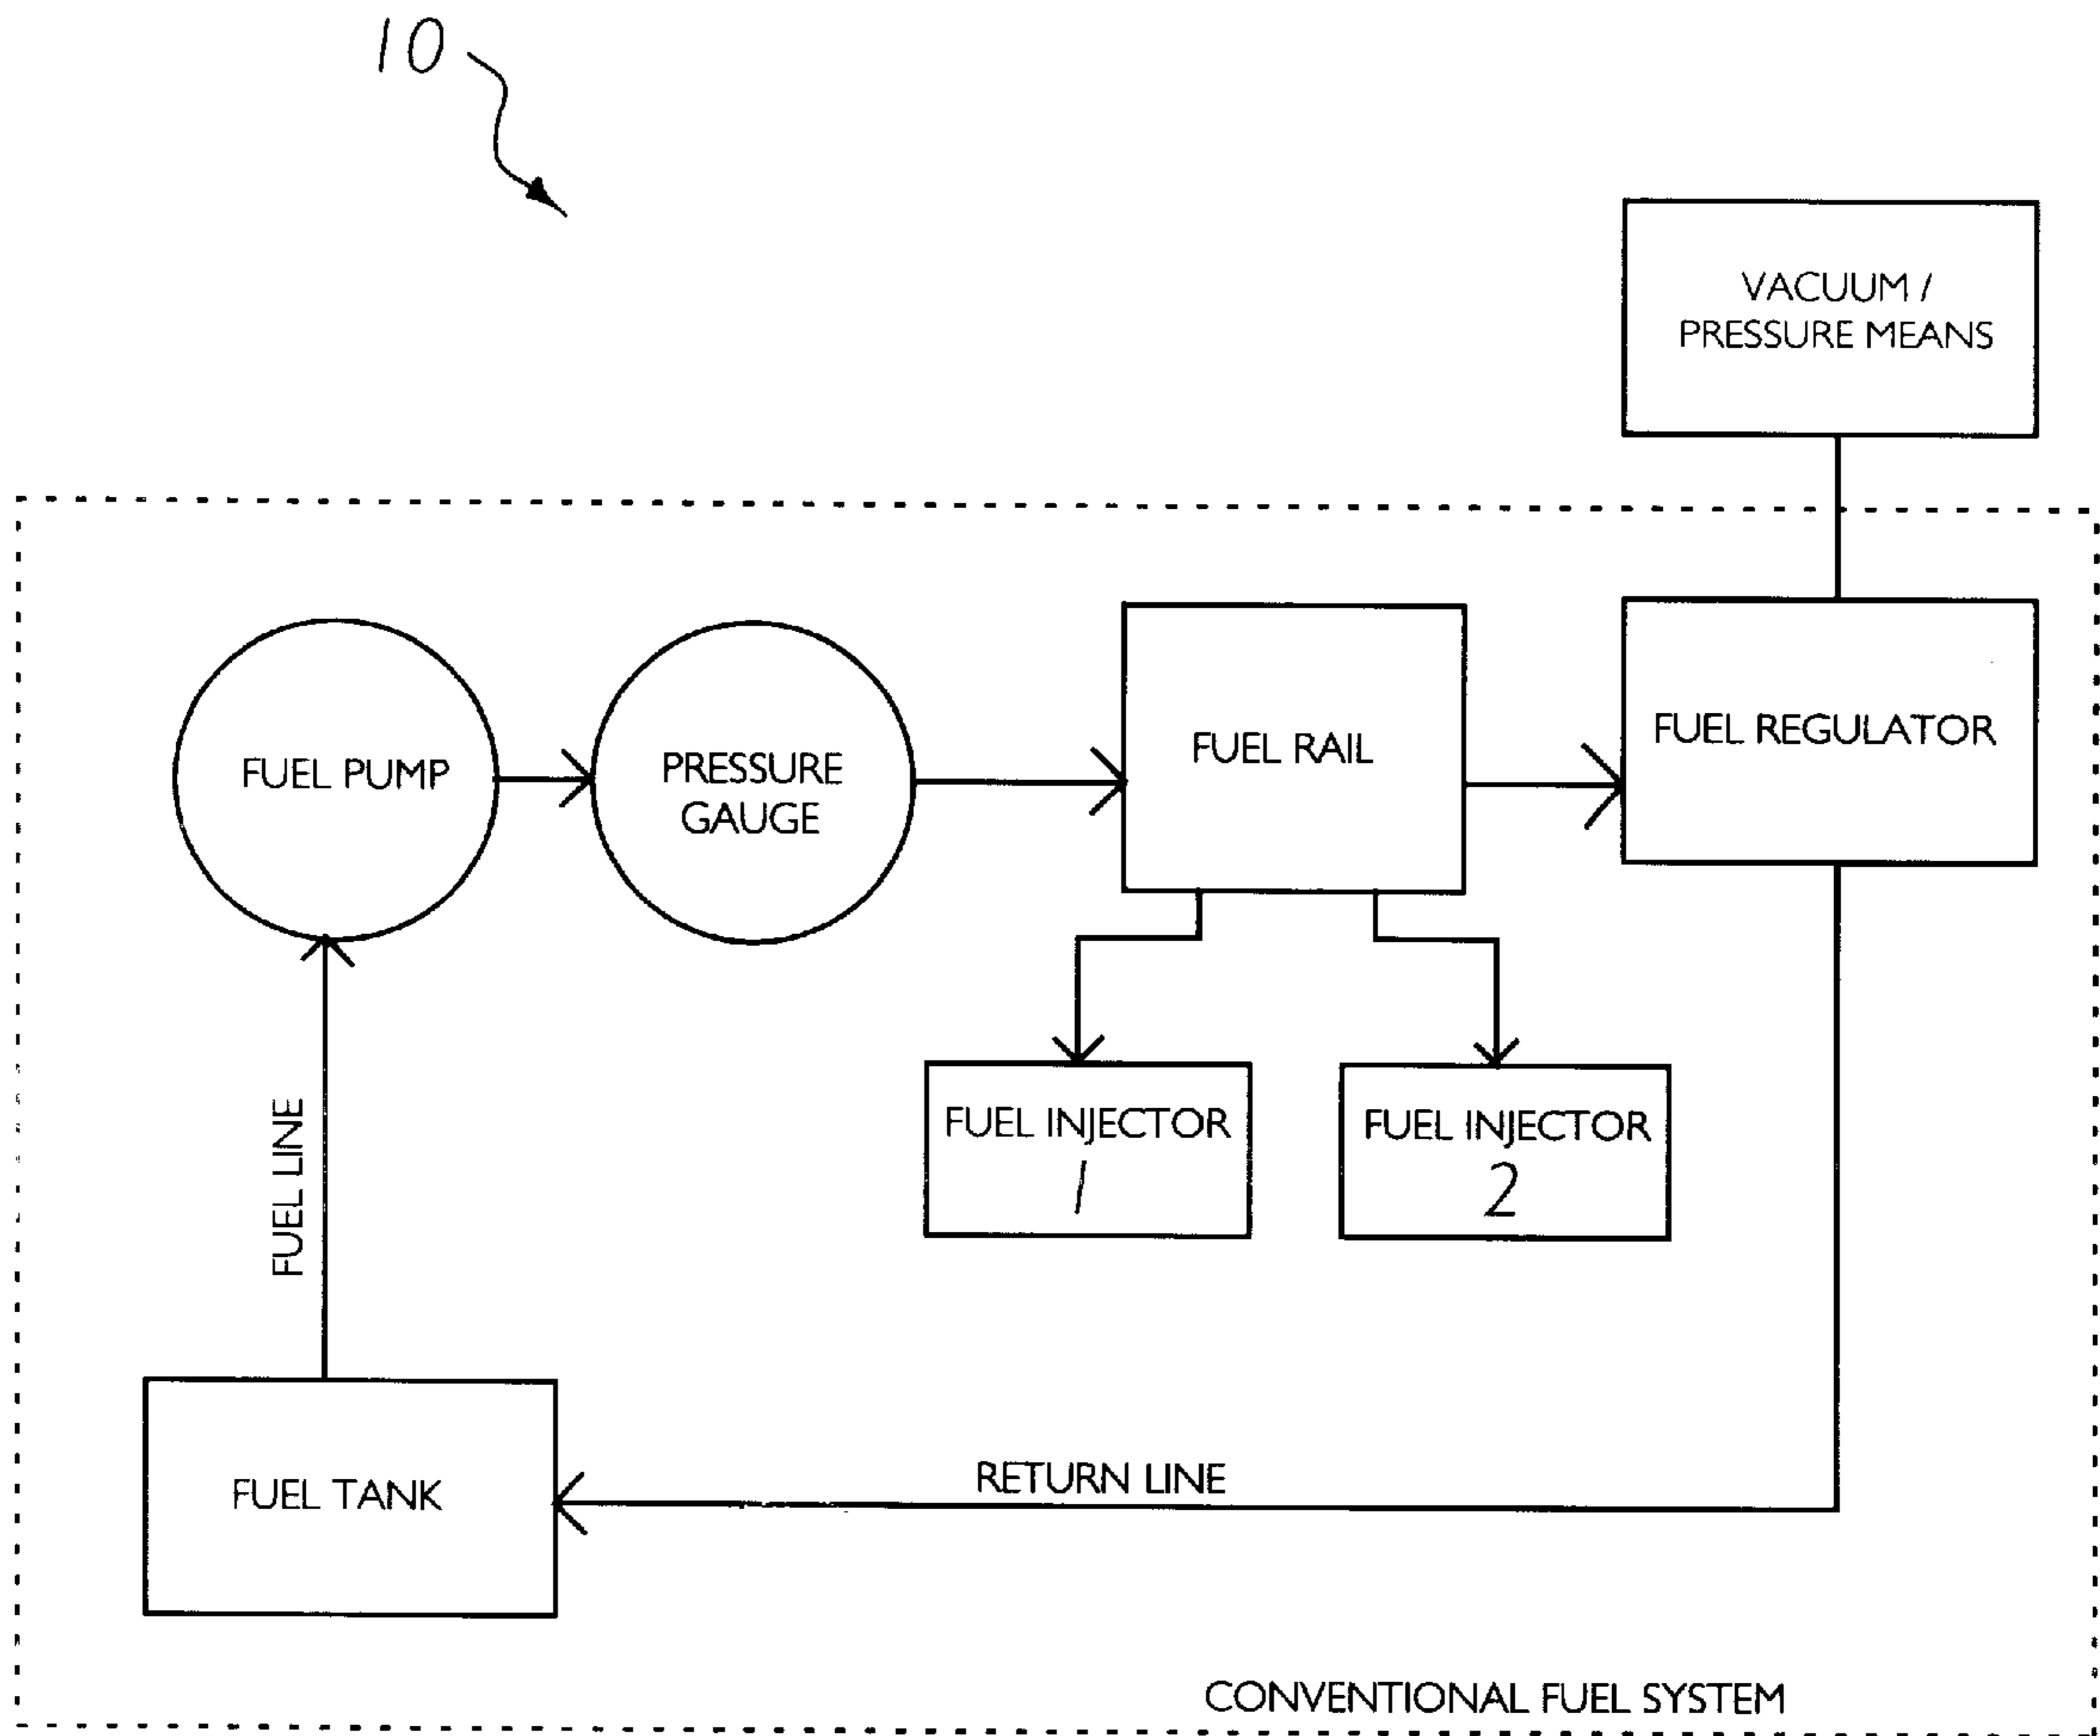 10
VACUUM /
PRESSURE MEANS
FUEL PUMP
PRESSURE
GAUGE
FUEL RAIL
FUEL REGULATOR
FUEL INJECTOR
1
FUEL INJECTOR
2
FUEL LINE
FUEL TANK
RETURN LINE
CONVENTIONAL FUEL SYSTEM